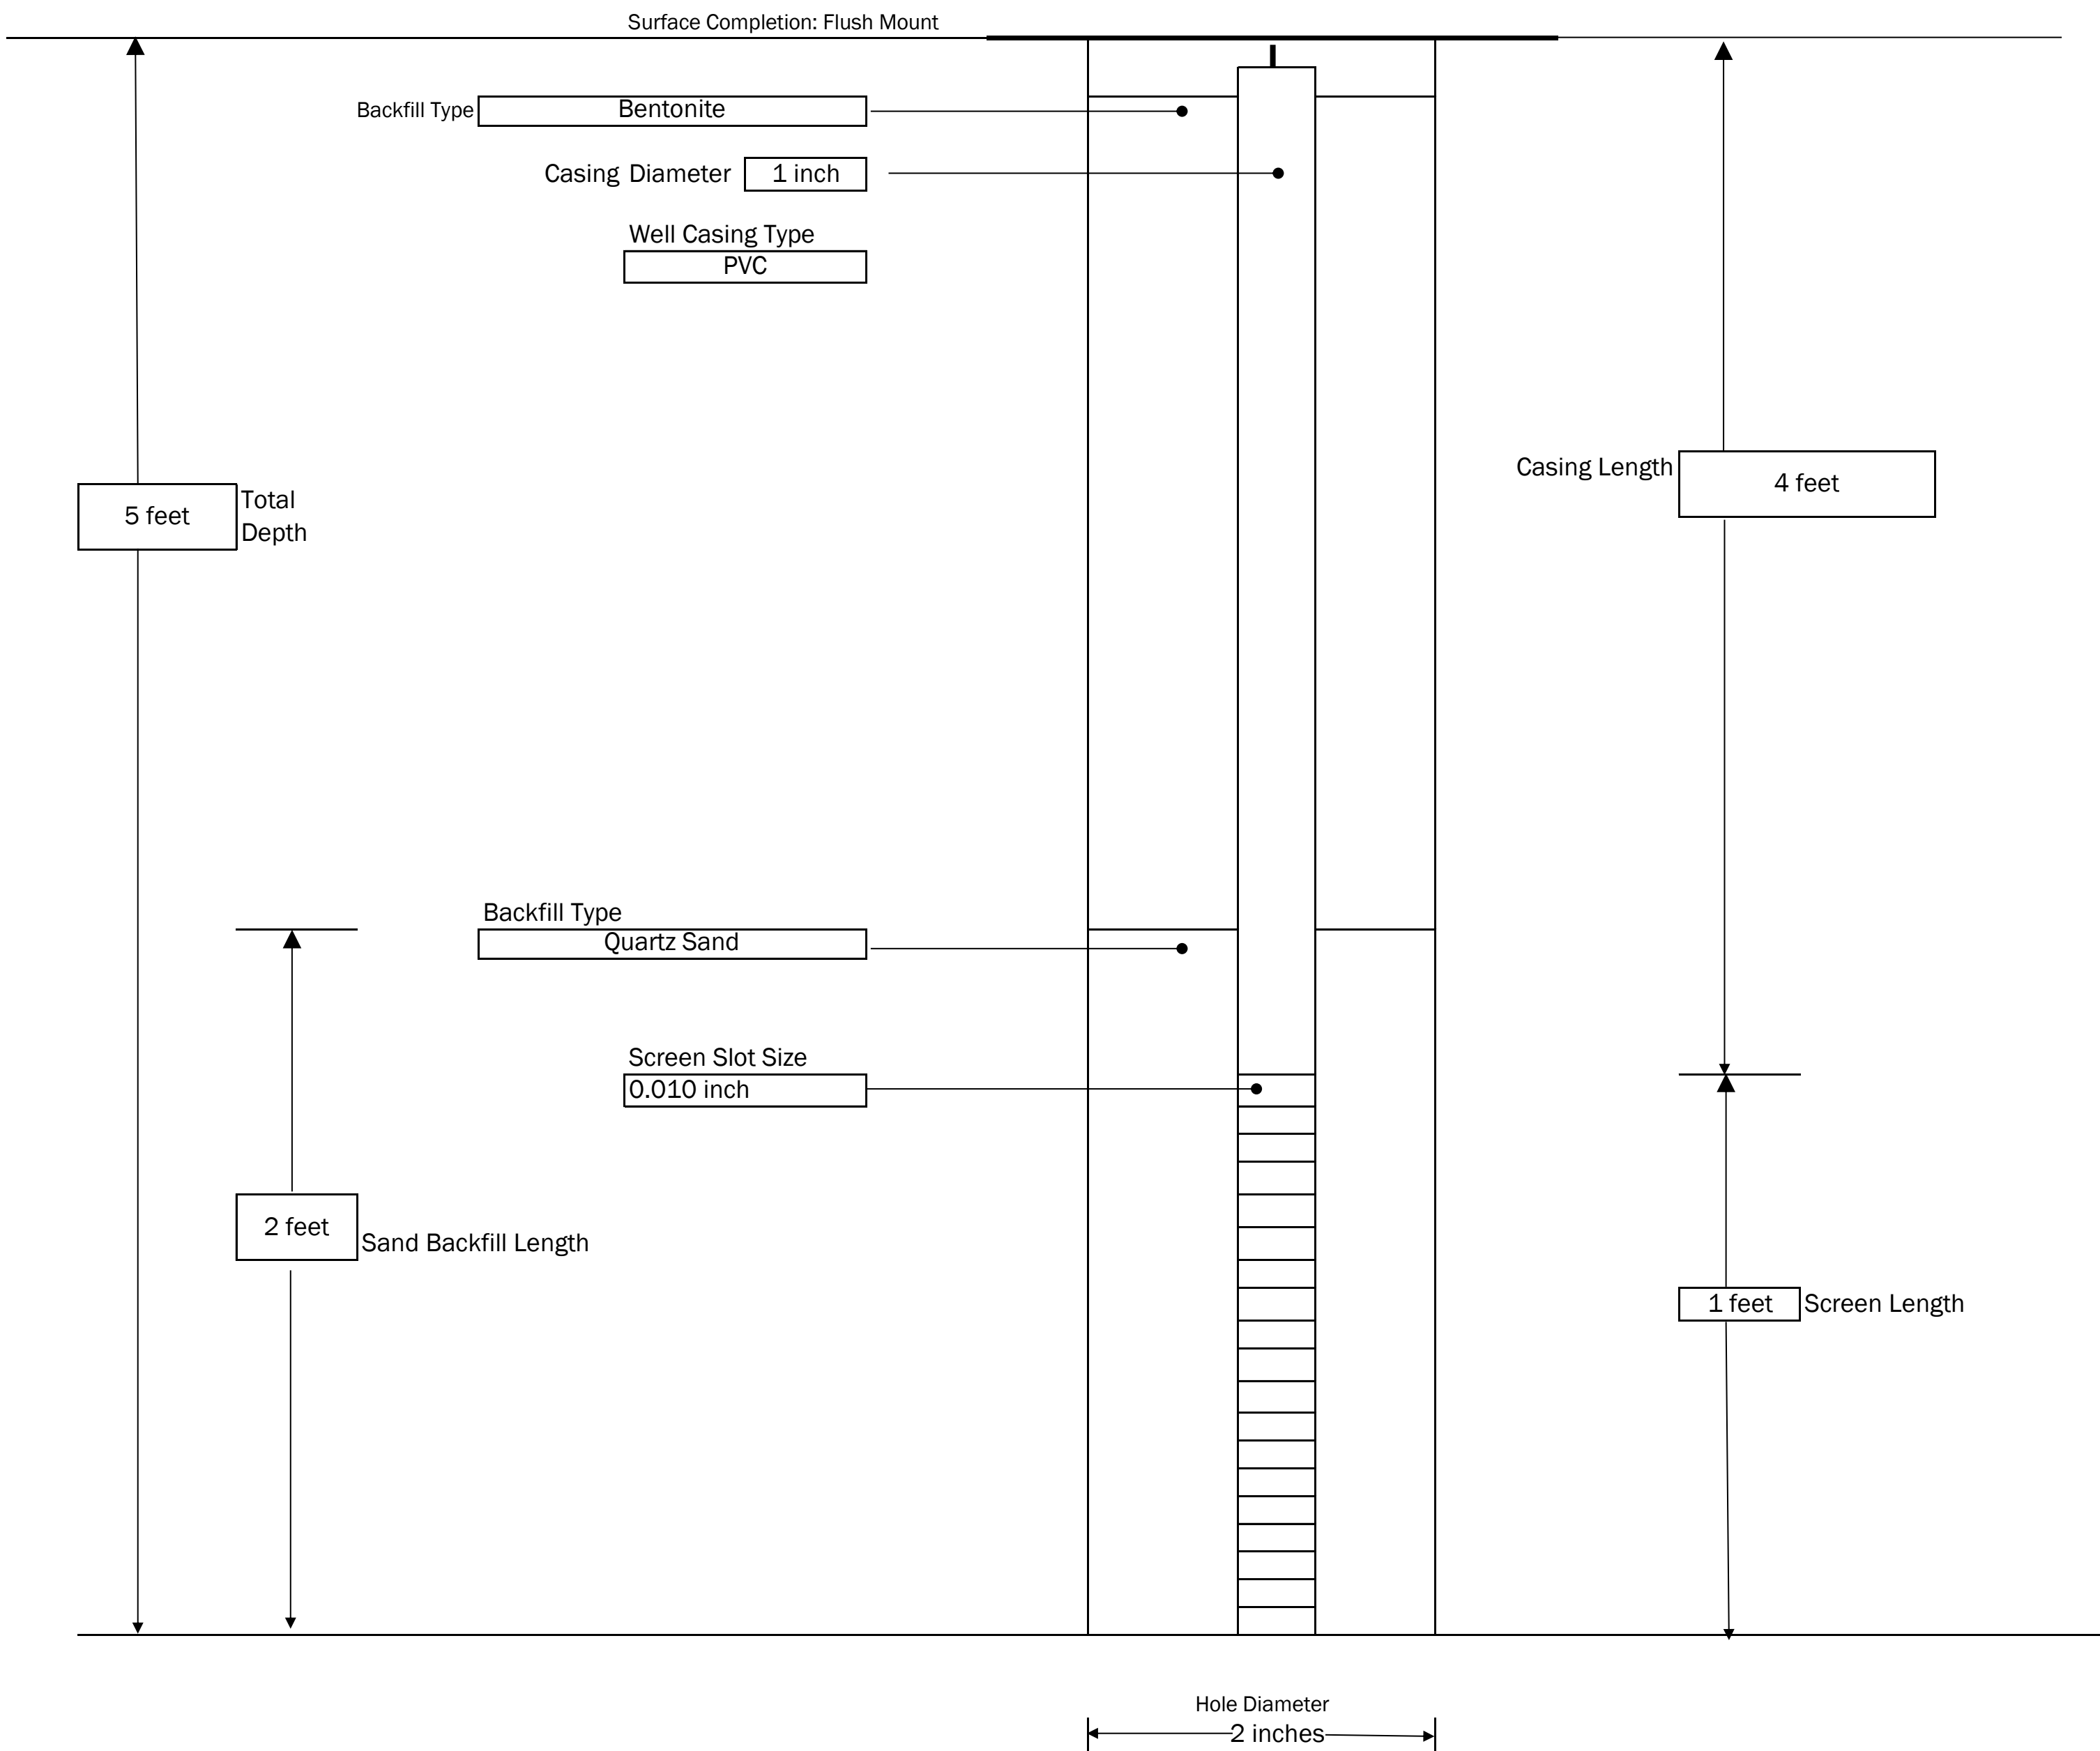 Surface Completion: Flush Mount
Backfill Type
Bentonite
Casing Diameter
1 inch
Well Casing Type
PVC
Casing Length
4 feet
5 feet
Total
Depth
Backfill Type
Quartz Sand
Screen Slot Size
0.010 inch
2 feet
Sand Backfill Length
1 feet
Screen Length
Hole Diameter
2 inches